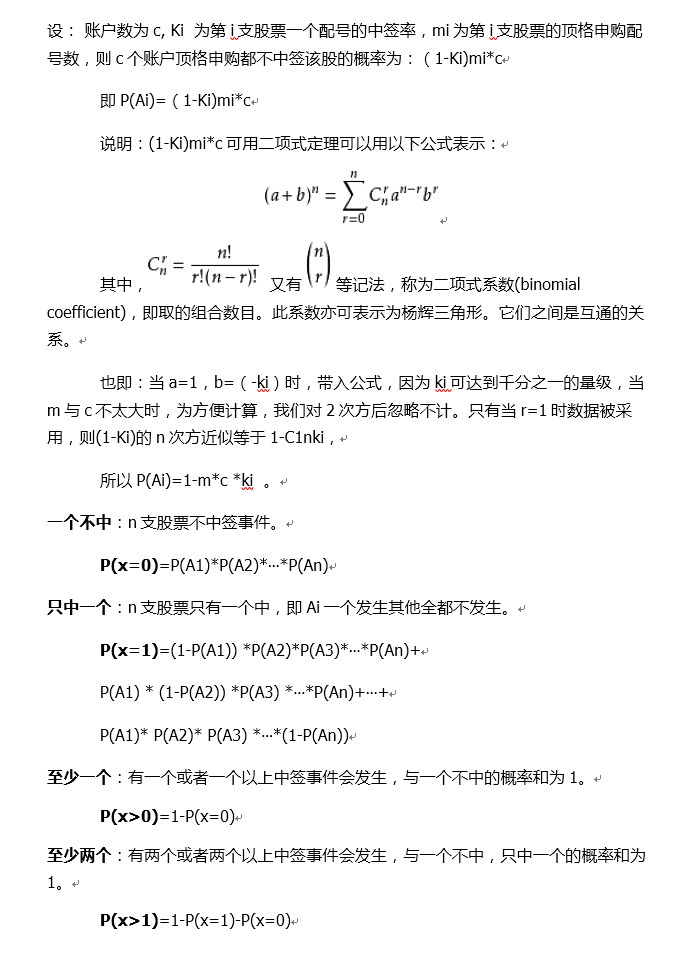 设： 账户数为 c, Ki 为第 i 支股票一个配号的中签率，mi 为第 i 支股票的顶格申购配
号数，则 c 个账户顶格申购都不中签该股的概率为：（1-Ki)mi*c
即 P(Ai)=（1-Ki)mi*c
说明：(1-Ki)mi*c 可用二项式定理可以用以下公式表示：
(a+b)^n = \sum_{r=0}^{n} C_n^r a^{n-r} b^r
其中，C_n^r = \frac{n!}{r!(n-r)!} 又有 \binom{n}{r} 等记法，称为二项式系数(binomial
coefficient)，即取的组合数目。此系数亦可表示为杨辉三角形。它们之间是互通的关
系。
也即：当 a=1，b=（-ki）时，带入公式，因为 ki 可达到千分之一的量级，当
m 与 c 不太大时，为方便计算，我们对 2 次方后忽略不计。只有当 r=1 时数据被采
用，则(1-Ki)的 n 次方近似等于 1-C1nki，
所以 P(Ai)=1-m*c *ki 。
一个不中：n 支股票不中签事件。
P(x=0)=P(A1)*P(A2)*···*P(An)
只中一个：n 支股票只有一个中，即 Ai 一个发生其他全都不发生。
P(x=1)=(1-P(A1)) *P(A2)*P(A3)*···*P(An)+
P(A1) * (1-P(A2)) *P(A3) *···*P(An)+···+
P(A1)* P(A2)* P(A3) *···*(1-P(An))
至少一个：有一个或者一个以上中签事件会发生，与一个不中的概率和为 1。
P(x>0)=1-P(x=0)
至少两个：有两个或者两个以上中签事件会发生，与一个不中，只中一个的概率和为
1。
P(x>1)=1-P(x=1)-P(x=0)